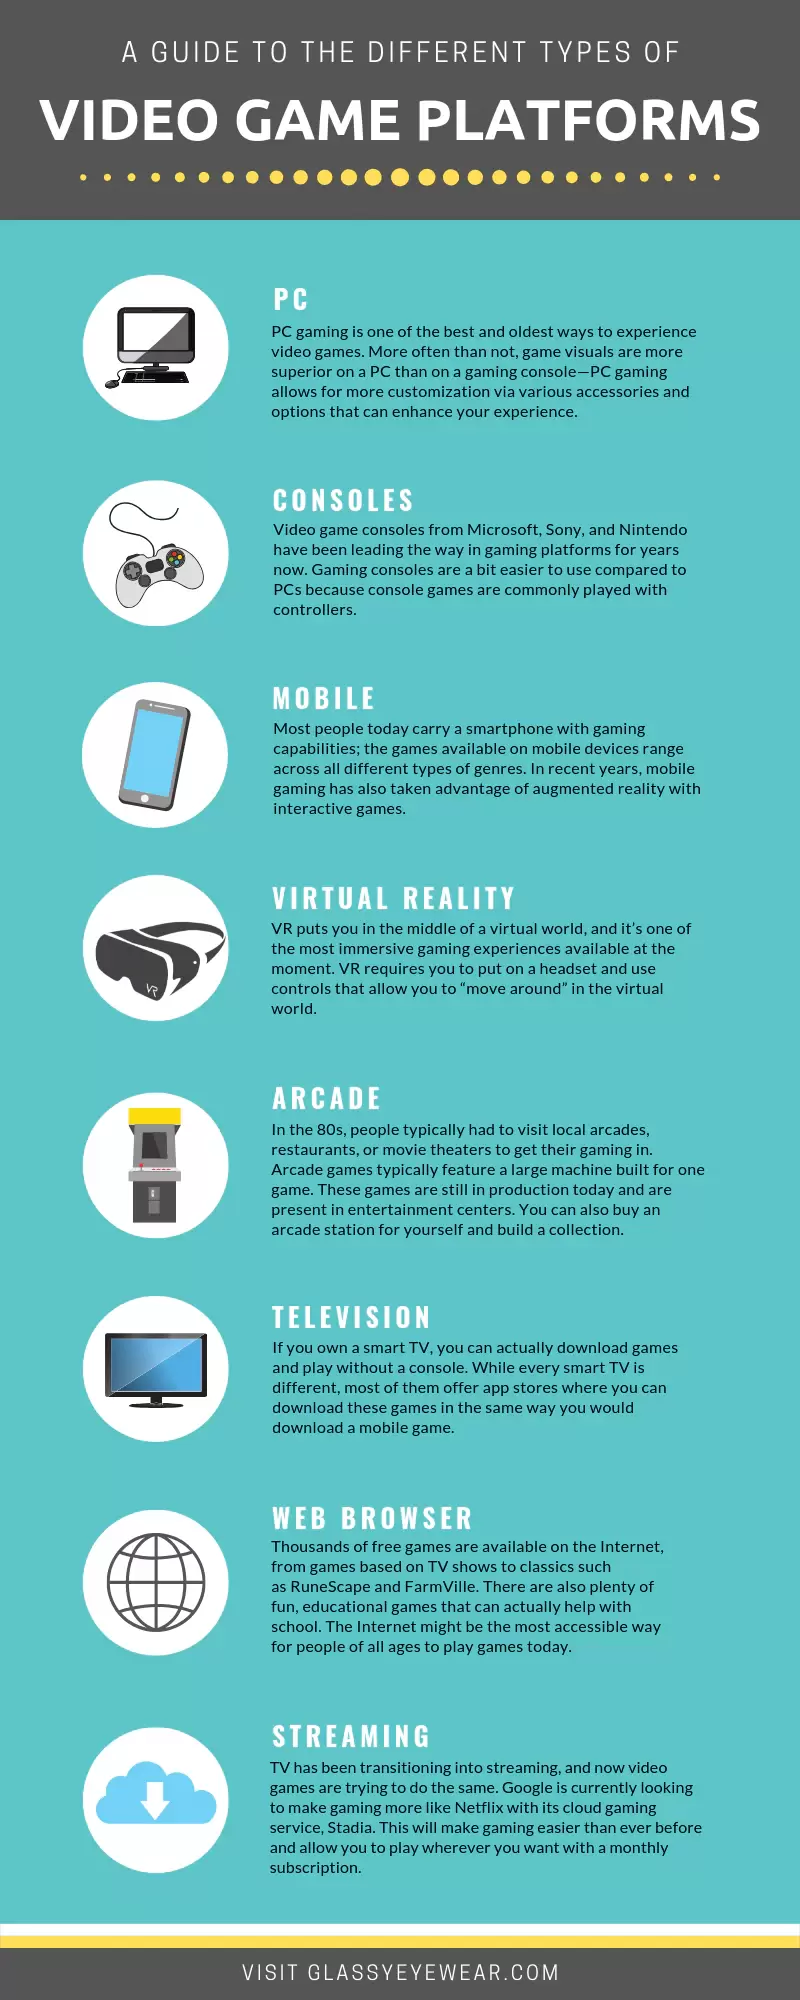 A GUIDE TO THE DIFFERENT TYPES OF
VIDEO GAME PLATFORMS
PC
PC gaming is one of the best and oldest ways to experience
video games. More often than not, game visuals are more
superior on a PC than on a gaming console—PC gaming
allows for more customization via various accessories and
options that can enhance your experience.
CONSOLES
Video game consoles from Microsoft, Sony, and Nintendo
have been leading the way in gaming platforms for years
now. Gaming consoles are a bit easier to use compared to
PCs because console games are commonly played with
controllers.
MOBILE
Most people today carry a smartphone with gaming
capabilities; the games available on mobile devices range
across all different types of genres. In recent years, mobile
gaming has also taken advantage of augmented reality with
interactive games.
VIRTUAL REALITY
VR puts you in the middle of a virtual world, and it’s one of
the most immersive gaming experiences available at the
moment. VR requires you to put on a headset and use
controls that allow you to “move around” in the virtual
world.
VR
ARCADE
In the 80s, people typically had to visit local arcades,
restaurants, or movie theaters to get their gaming in.
Arcade games typically feature a large machine built for one
game. These games are still in production today and are
present in entertainment centers. You can also buy an
arcade station for yourself and build a collection.
TELEVISION
If you own a smart TV, you can actually download games
and play without a console. While every smart TV is
different, most of them offer app stores where you can
download these games in the same way you would
download a mobile game.
WEB BROWSER
Thousands of free games are available on the Internet,
from games based on TV shows to classics such
as RuneScape and FarmVille. There are also plenty of
fun, educational games that can actually help with
school. The Internet might be the most accessible way
for people of all ages to play games today.
STREAMING
TV has been transitioning into streaming, and now video
games are trying to do the same. Google is currently looking
to make gaming more like Netflix with its cloud gaming
service, Stadia. This will make gaming easier than ever before
and allow you to play wherever you want with a monthly
subscription.
VISIT GLASSYEYEWEAR.COM